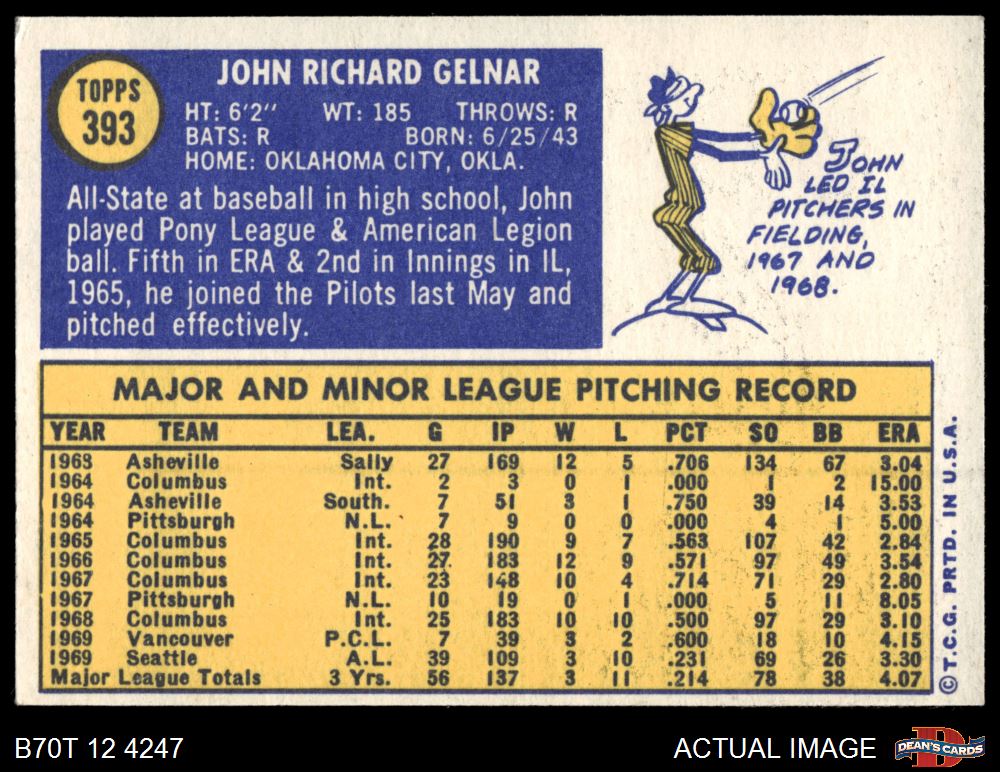 TOPPS
393
JOHN RICHARD GELNAR
HT: 6'2" WT: 185 THROWS: R
BATS: R BORN: 6/25/43
HOME: OKLAHOMA CITY, OKLA.
All-State at baseball in high school, John
played Pony League & American Legion
ball. Fifth in ERA & 2nd in Innings in IL,
1965, he joined the Pilots last May and
pitched effectively.
JOHN
LED IL
PITCHERS IN
FIELDING,
1967 AND
1968.
MAJOR AND MINOR LEAGUE PITCHING RECORD
YEAR TEAM LEA. G IP W L PCT SO BB ERA
1963 Asheville Sally 27 169 12 5 .706 134 67 3.04
1964 Columbus Int. 2 3 0 1 .000 1 2 15.00
1964 Asheville South. 7 51 3 1 .750 39 14 3.53
1964 Pittsburgh N.L. 7 9 0 0 .000 4 1 5.00
1965 Columbus Int. 28 190 9 7 .563 107 42 2.84
1966 Columbus Int. 27 183 12 9 .571 97 49 3.54
1967 Columbus Int. 23 148 10 4 .714 71 29 2.80
1967 Pittsburgh N.L. 10 19 0 1 .000 5 11 8.05
1968 Columbus Int. 25 183 10 10 .500 97 29 3.10
1969 Vancouver P.C.L. 7 39 3 2 .600 18 10 4.15
1969 Seattle A.L. 39 109 3 10 .231 69 26 3.30
Major League Totals 3 Yrs. 56 137 3 11 .214 78 38 4.07
©T.C.G. PRTD. IN U.S.A.
B70T 12 4247
ACTUAL IMAGE
DEAN'S CARDS